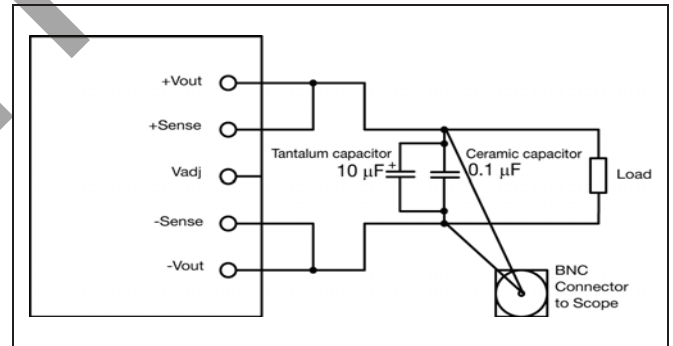 +Vout
+Sense
Vadj
-Sense
-Vout
Tantalum capacitor
10 μF +
Ceramic capacitor
0.1 μF
Load
BNC
Connector
to Scope